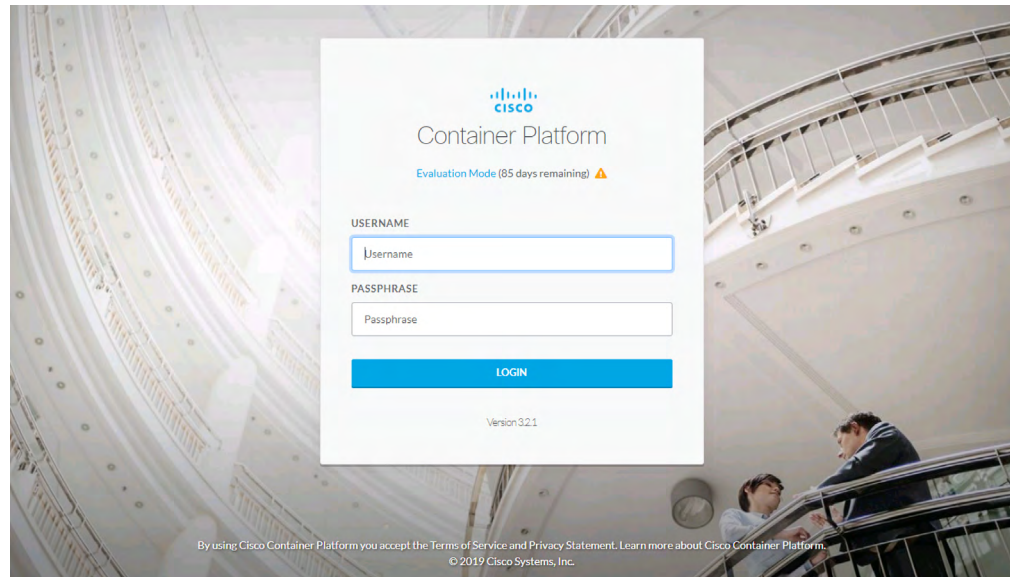 CISCO
Container Platform
Evaluation Mode (85 days remaining)
USERNAME
Username
PASSPHRASE
Passphrase
LOGIN
Version 3.2.1
By using Cisco Container Platform you accept the Terms of Service and Privacy Statement. Learn more about Cisco Container Platform.
© 2019 Cisco Systems, Inc.